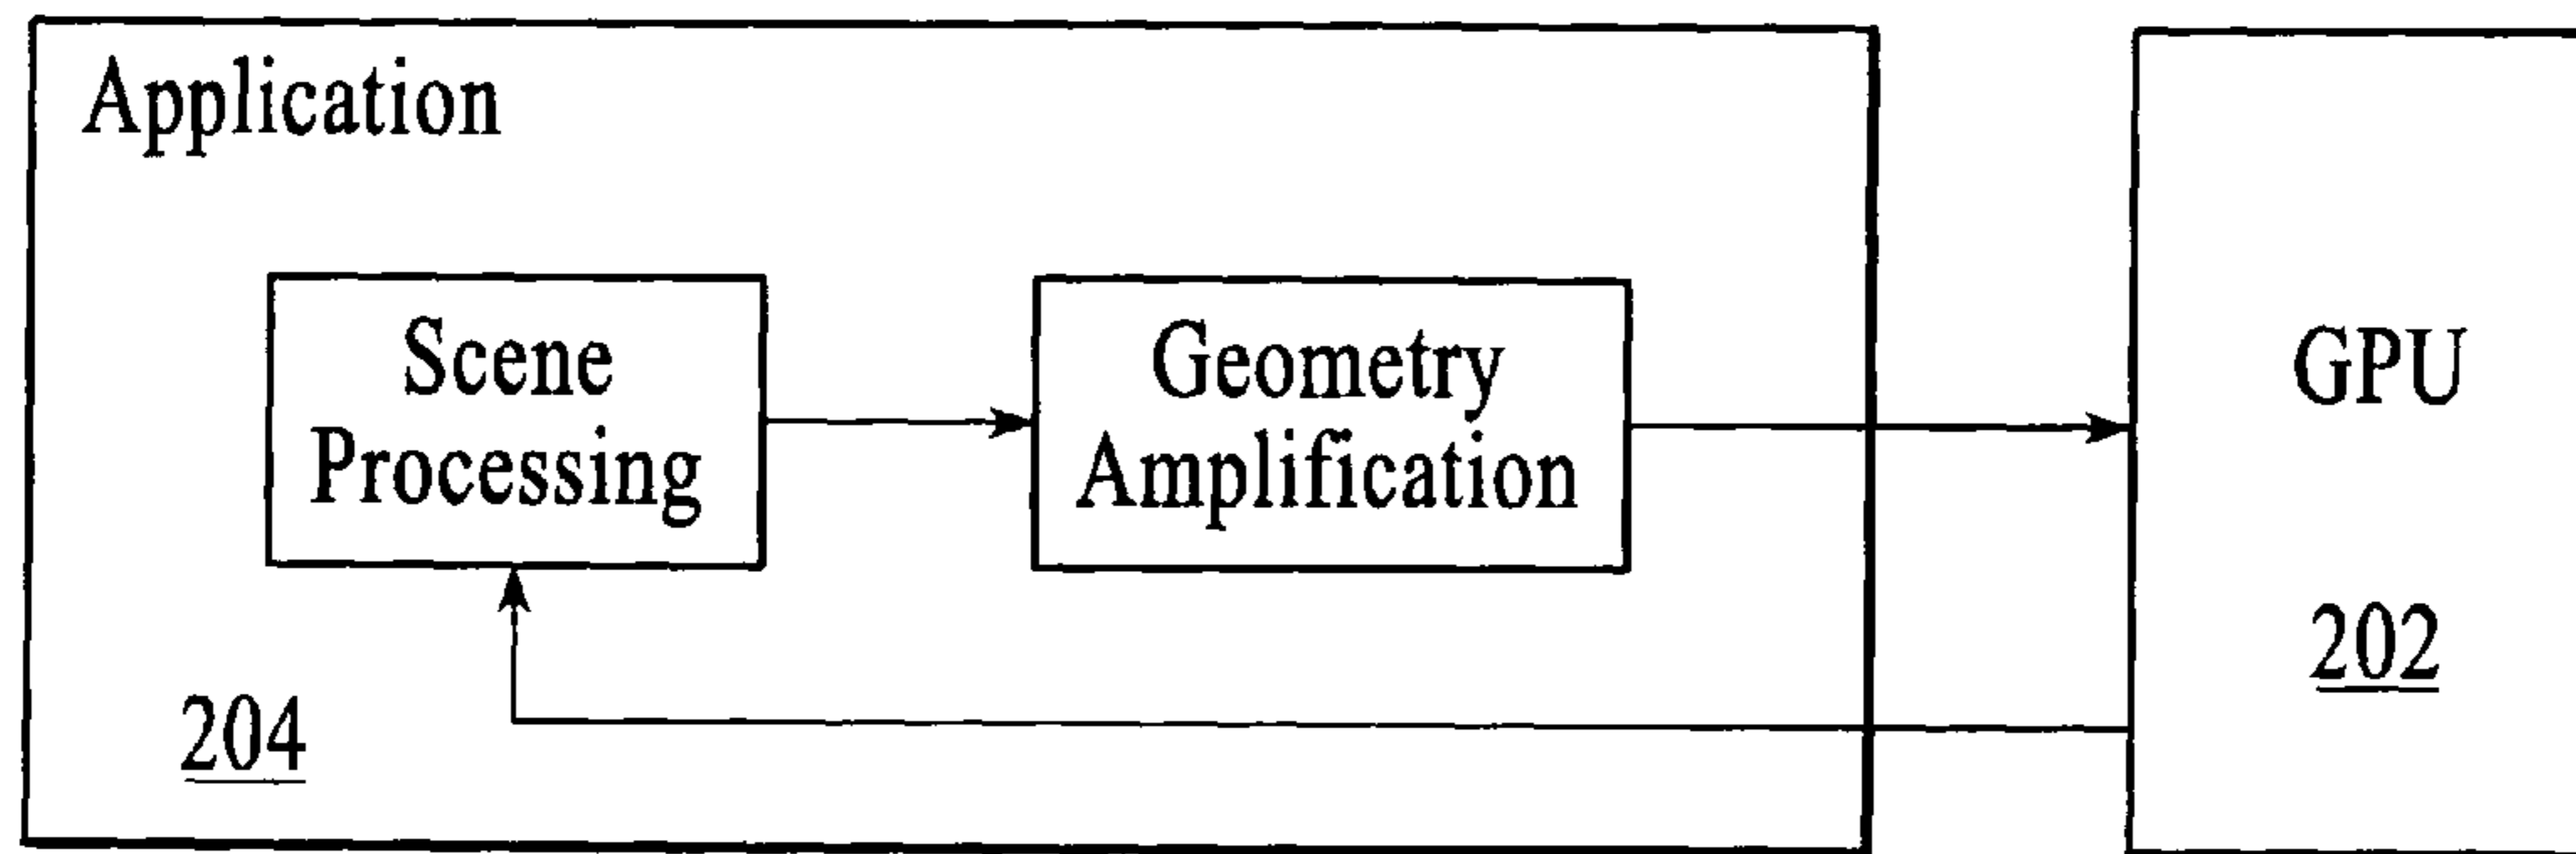 Application
Scene
Processing
Geometry
Amplification
GPU
202
204